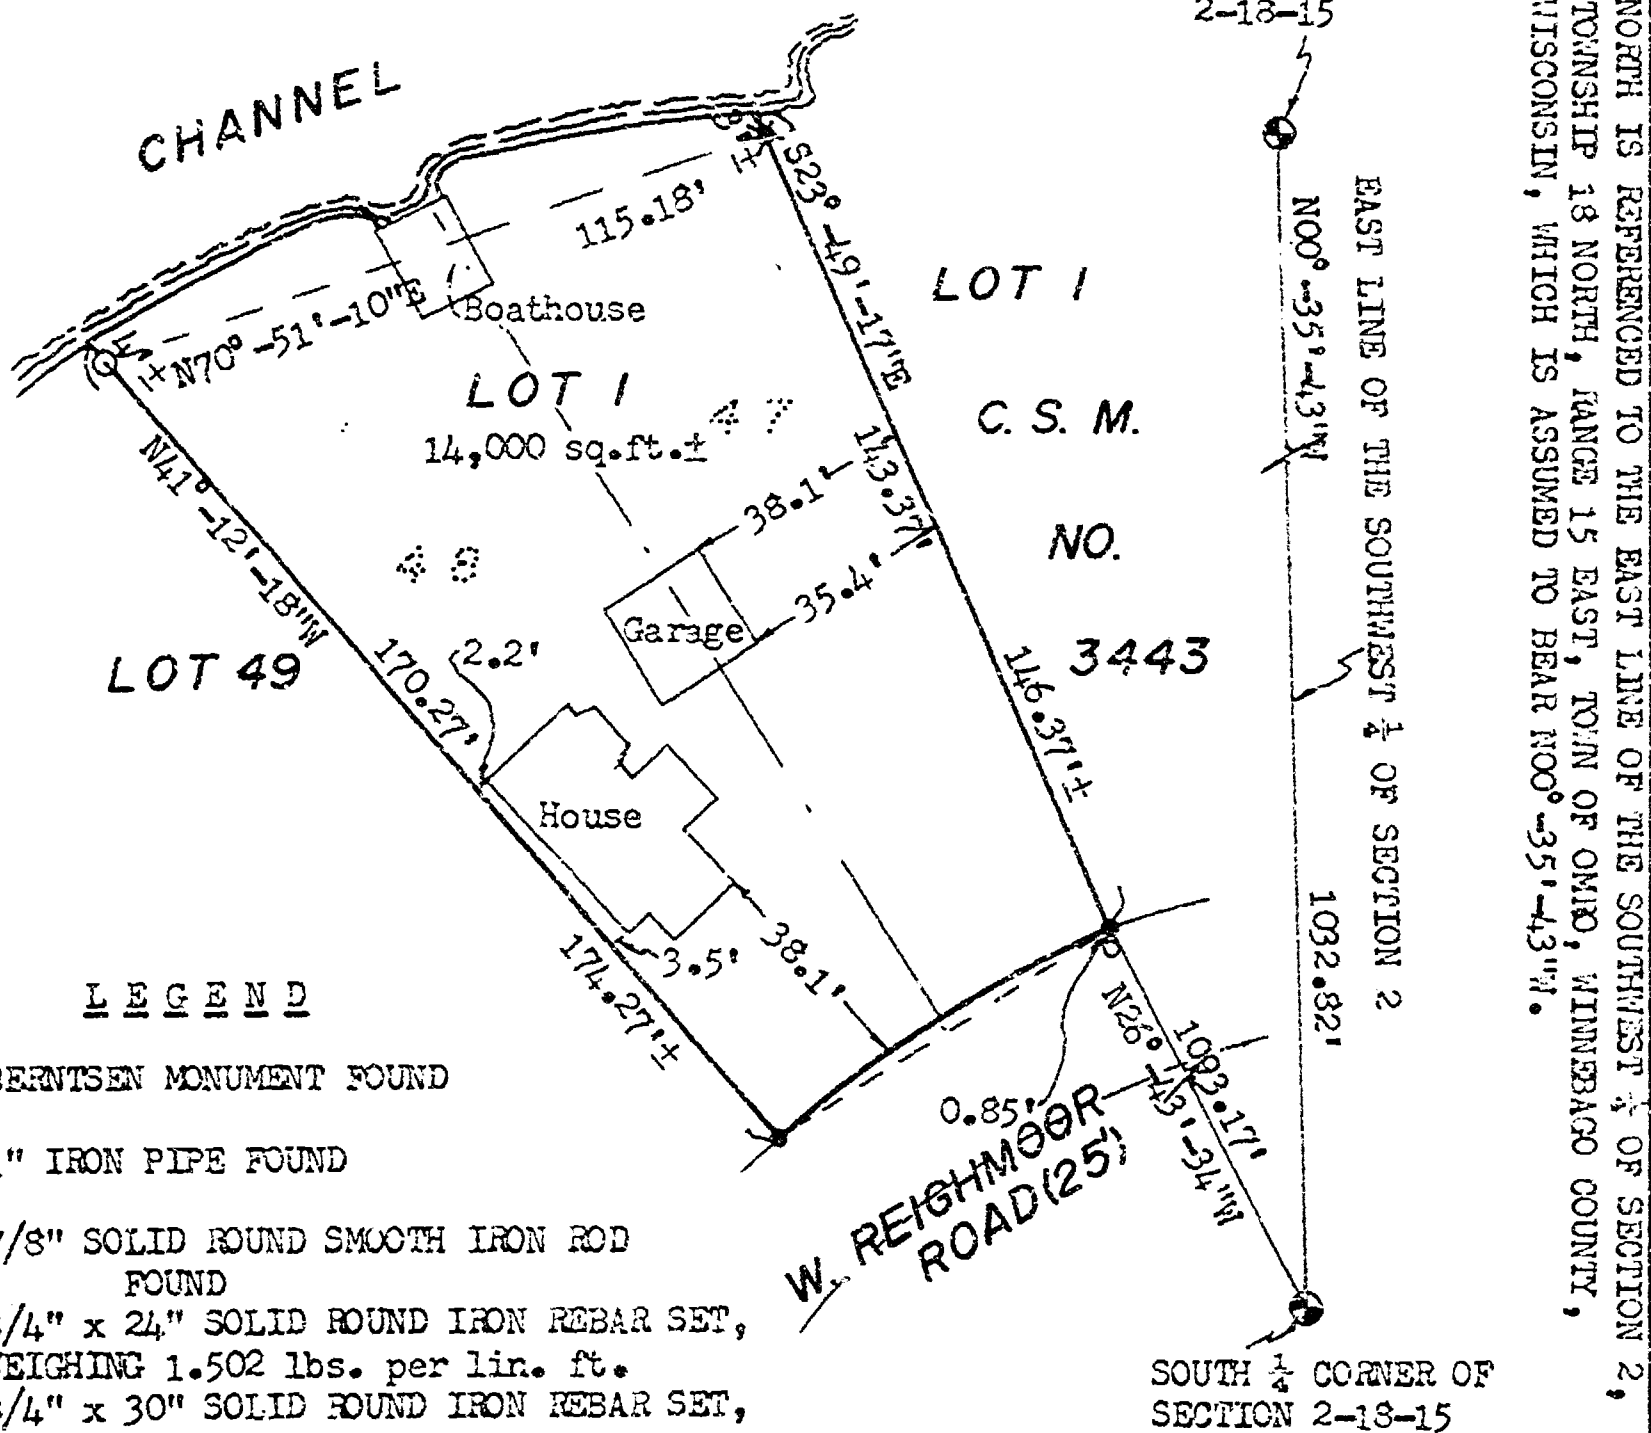 2-18-15
NORTH IS REFERENCED TO THE EAST LINE OF THE SOUTHWEST ¼ OF SECTION 2,
TOWNSHIP 18 NORTH, RANGE 15 EAST, TOWN OF OMRO, WINNEBAGO COUNTY,
WISCONSIN, WHICH IS ASSUMED TO BEAR N00°-35'-43"W.
CHANNEL
115.18'
N70°-51'-10"E
Boathouse
S23°-49'-17"E
LOT 1
C. S. M.
NO.
3443
LOT 1
14,000 sq.ft.±
47
48
143.37'
146.37'±
38.1'
35.4'
Garage
N41°-12'-18"W
170.27'
174.27'±
LOT 49
2.2'
House
3.5'
38.1'
EAST LINE OF THE SOUTHWEST ¼ OF SECTION 2
N00°-35'-43"W
1032.82'
0.85'
N26°-43'-34"W
1093.17'
W. REIGHMOOR
ROAD (25')
SOUTH ¼ CORNER OF
SECTION 2-18-15
LEGEND
BERNTSEN MONUMENT FOUND
" IRON PIPE FOUND
/8" SOLID ROUND SMOOTH IRON ROD
FOUND
/4" x 24" SOLID ROUND IRON REBAR SET,
WEIGHING 1.502 lbs. per lin. ft.
/4" x 30" SOLID ROUND IRON REBAR SET,